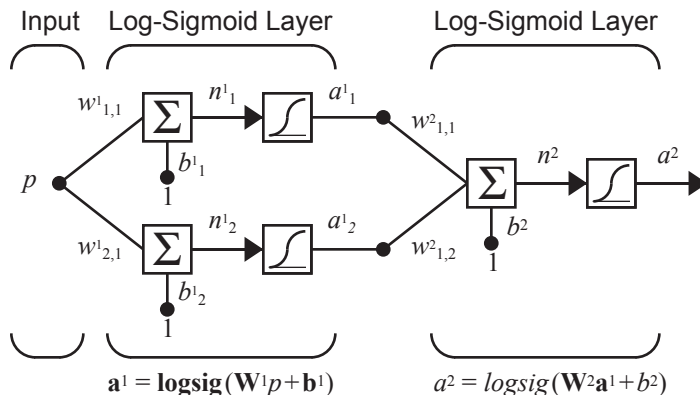 Input Log-Sigmoid Layer Log-Sigmoid Layer
w¹₁,₁ n¹₁ a¹₁ w²₁,₁
Σ
b¹₁
1
p Σ n² a²
w¹₂,₁ n¹₂ a¹₂ w²₁,₂ b²
Σ 1
b¹₂
1
a¹ = logsig(W¹p+b¹) a² = logsig(W²a¹+b²)